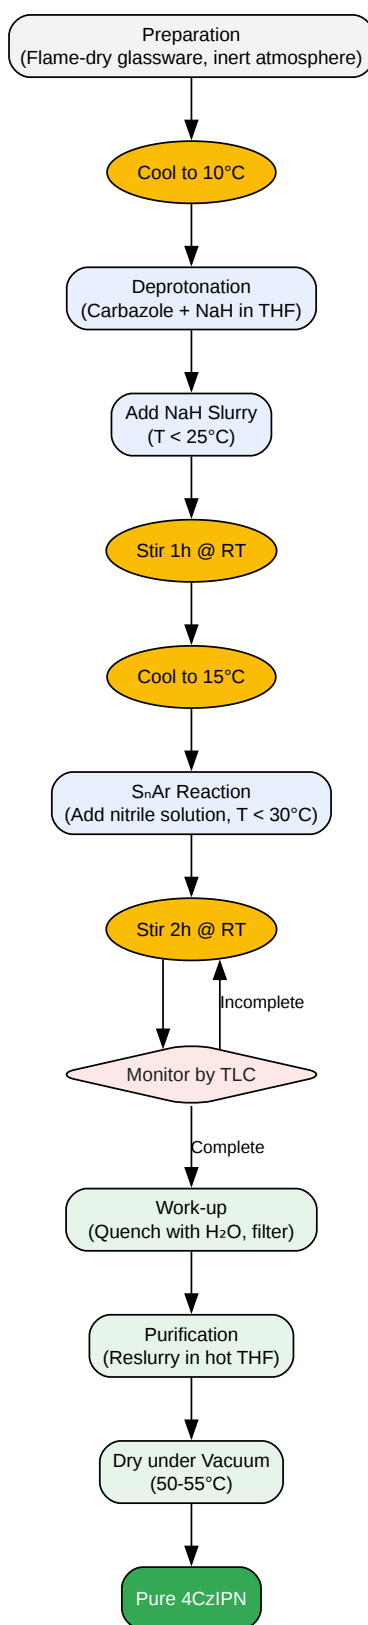 Preparation
(Flame-dry glassware, inert atmosphere)
Cool to 10°C
Deprotonation
(Carbazole + NaH in THF)
Add NaH Slurry
(T < 25°C)
Stir 1h @ RT
Cool to 15°C
SₙAr Reaction
(Add nitrile solution, T < 30°C)
Stir 2h @ RT
Incomplete
Monitor by TLC
Complete
Work-up
(Quench with H₂O, filter)
Purification
(Reslurry in hot THF)
Dry under Vacuum
(50-55°C)
Pure 4CzIPN